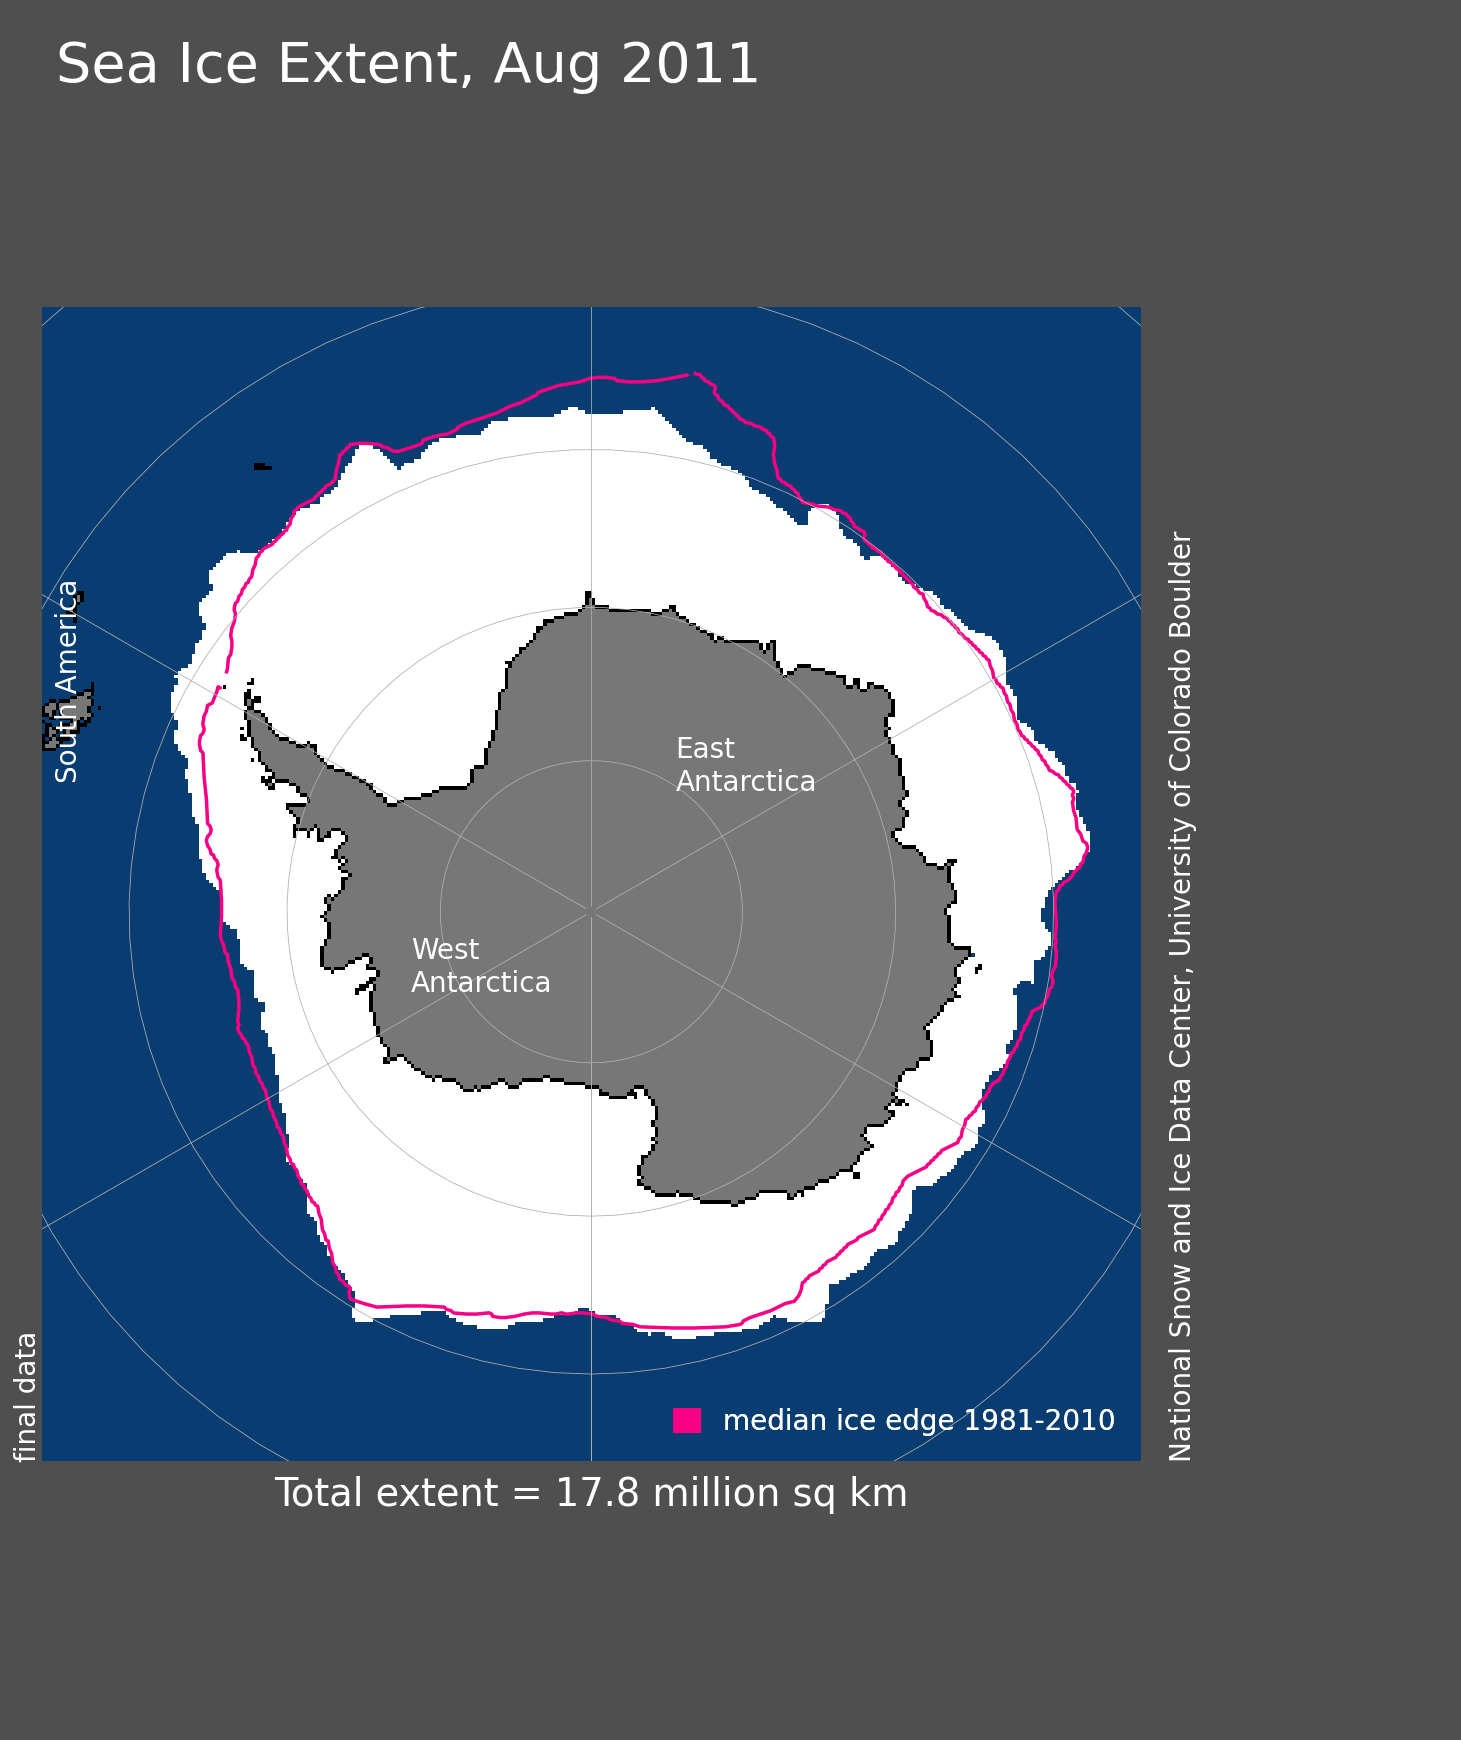 Sea Ice Extent, Aug 2011
South America
East
Antarctica
West
Antarctica
National Snow and Ice Data Center, University of Colorado Boulder
final data
median ice edge 1981-2010
Total extent = 17.8 million sq km